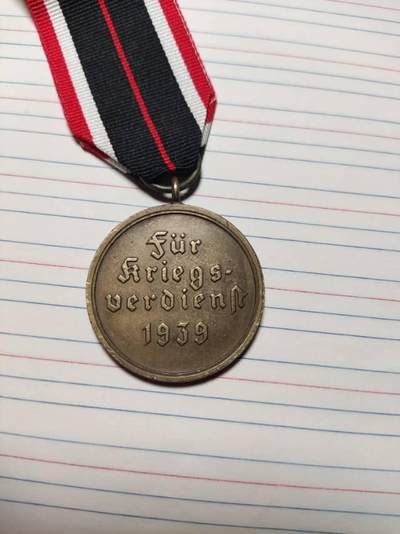 Für
Kriegs-
verdienst
1939